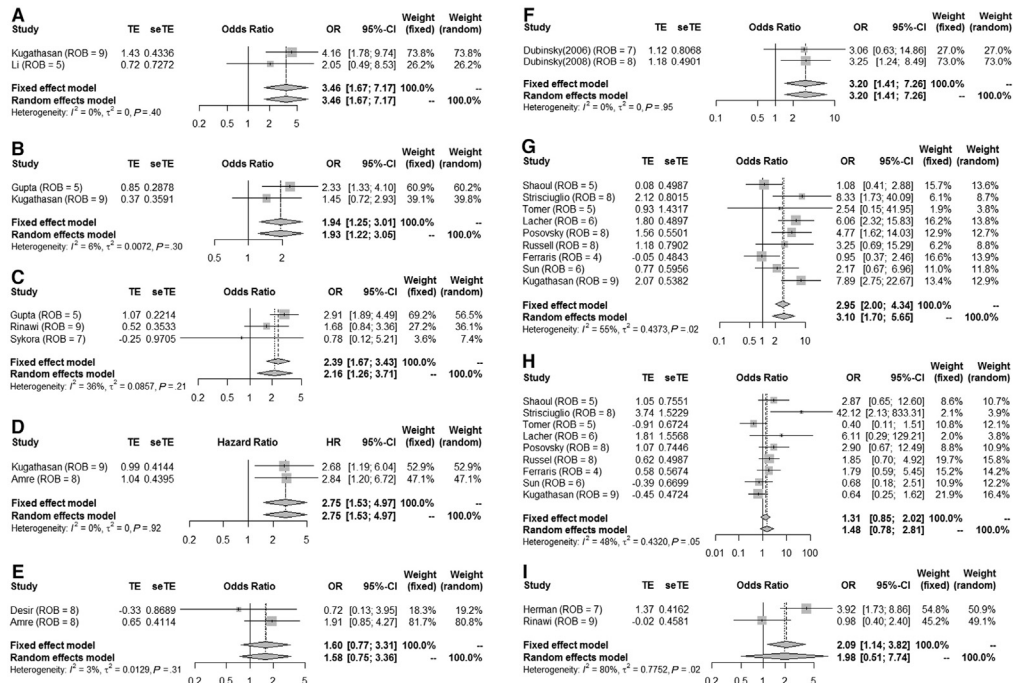 A
Study TE seTE Odds Ratio OR 95%-CI Weight (fixed) Weight (random)
Kugathasan (ROB = 9) 1.43 0.4336 4.16 [1.78; 9.74] 73.8% 73.8%
Li (ROB = 5) 0.72 0.7272 2.05 [0.49; 8.53] 26.2% 26.2%
Fixed effect model 3.46 [1.67; 7.17] 100.0% --
Random effects model 3.46 [1.67; 7.17] -- 100.0%
Heterogeneity: I² = 0%, τ² = 0, P = .40
0.2 0.5 1 2 5
B
Study TE seTE Odds Ratio OR 95%-CI Weight (fixed) Weight (random)
Gupta (ROB = 5) 0.85 0.2878 2.33 [1.33; 4.10] 60.9% 60.2%
Kugathasan (ROB = 9) 0.37 0.3591 1.45 [0.72; 2.93] 39.1% 39.8%
Fixed effect model 1.94 [1.25; 3.01] 100.0% --
Random effects model 1.93 [1.22; 3.05] -- 100.0%
Heterogeneity: I² = 6%, τ² = 0.0072, P = .30
0.2 0.5 1 2
C
Study TE seTE Odds Ratio OR 95%-CI Weight (fixed) Weight (random)
Gupta (ROB = 5) 1.07 0.2214 2.91 [1.89; 4.49] 69.2% 56.5%
Rinawi (ROB = 9) 0.52 0.3533 1.68 [0.84; 3.36] 27.2% 36.1%
Sykora (ROB = 7) -0.25 0.9705 0.78 [0.12; 5.21] 3.6% 7.4%
Fixed effect model 2.39 [1.67; 3.43] 100.0% --
Random effects model 2.16 [1.26; 3.71] -- 100.0%
Heterogeneity: I² = 36%, τ² = 0.0857, P = .21
0.2 0.5 1 2 5
D
Study TE seTE Hazard Ratio HR 95%-CI Weight (fixed) Weight (random)
Kugathasan (ROB = 9) 0.99 0.4144 2.68 [1.19; 6.04] 52.9% 52.9%
Amre (ROB = 8) 1.04 0.4395 2.84 [1.20; 6.72] 47.1% 47.1%
Fixed effect model 2.75 [1.53; 4.97] 100.0% --
Random effects model 2.75 [1.53; 4.97] -- 100.0%
Heterogeneity: I² = 0%, τ² = 0, P = .92
0.2 0.5 1 2 5
E
Study TE seTE Odds Ratio OR 95%-CI Weight (fixed) Weight (random)
Desir (ROB = 8) -0.33 0.8689 0.72 [0.13; 3.95] 18.3% 19.2%
Amre (ROB = 8) 0.65 0.4114 1.91 [0.85; 4.27] 81.7% 80.8%
Fixed effect model 1.60 [0.77; 3.31] 100.0% --
Random effects model 1.58 [0.75; 3.36] -- 100.0%
Heterogeneity: I² = 3%, τ² = 0.0129, P = .31
0.2 0.5 1 2 5
F
Study TE seTE Odds Ratio OR 95%-CI Weight (fixed) Weight (random)
Dubinsky(2006) (ROB = 7) 1.12 0.8068 3.06 [0.63; 14.86] 27.0% 27.0%
Dubinsky(2008) (ROB = 8) 1.18 0.4901 3.25 [1.24; 8.49] 73.0% 73.0%
Fixed effect model 3.20 [1.41; 7.26] 100.0% --
Random effects model 3.20 [1.41; 7.26] -- 100.0%
Heterogeneity: I² = 0%, τ² = 0, P = .95
0.1 0.5 1 2 10
G
Study TE seTE Odds Ratio OR 95%-CI Weight (fixed) Weight (random)
Shaoul (ROB = 5) 0.08 0.4987 1.08 [0.41; 2.88] 15.7% 13.6%
Strisciuglio (ROB = 8) 2.12 0.8015 8.33 [1.73; 40.09] 6.1% 8.7%
Tomer (ROB = 5) 0.93 1.4317 2.54 [0.15; 41.95] 1.9% 3.8%
Lacher (ROB = 6) 1.80 0.4897 6.06 [2.32; 15.83] 16.2% 13.8%
Posovsky (ROB = 8) 1.56 0.5501 4.77 [1.62; 14.03] 12.9% 12.7%
Russell (ROB = 8) 1.18 0.7902 3.25 [0.69; 15.29] 6.2% 8.8%
Ferraris (ROB = 4) -0.05 0.4843 0.95 [0.37; 2.46] 16.6% 13.9%
Sun (ROB = 6) 0.77 0.5956 2.17 [0.67; 6.96] 11.0% 11.8%
Kugathasan (ROB = 9) 2.07 0.5382 7.89 [2.75; 22.67] 13.4% 12.9%
Fixed effect model 2.95 [2.00; 4.34] 100.0% --
Random effects model 3.10 [1.70; 5.65] -- 100.0%
Heterogeneity: I² = 55%, τ² = 0.4373, P = .02
0.1 0.5 1 2 10
H
Study TE seTE Odds Ratio OR 95%-CI Weight (fixed) Weight (random)
Shaoul (ROB = 5) 1.05 0.7551 2.87 [0.65; 12.60] 8.6% 10.7%
Strisciuglio (ROB = 8) 3.74 1.5229 42.12 [2.13; 833.31] 2.1% 3.9%
Tomer (ROB = 5) -0.91 0.6724 0.40 [0.11; 1.51] 10.8% 12.1%
Lacher (ROB = 6) 1.81 1.5568 6.11 [0.29; 129.21] 2.0% 3.8%
Posovsky (ROB = 8) 1.07 0.7446 2.90 [0.67; 12.49] 8.8% 10.9%
Russel (ROB = 8) 0.62 0.4987 1.85 [0.70; 4.92] 19.7% 15.8%
Ferraris (ROB = 4) 0.58 0.5674 1.79 [0.59; 5.45] 15.2% 14.2%
Sun (ROB = 6) -0.39 0.6699 0.68 [0.18; 2.51] 10.9% 12.2%
Kugathasan (ROB = 9) -0.45 0.4724 0.64 [0.25; 1.62] 21.9% 16.4%
Fixed effect model 1.31 [0.85; 2.02] 100.0% --
Random effects model 1.48 [0.78; 2.81] -- 100.0%
Heterogeneity: I² = 48%, τ² = 0.4320, P = .05
0.01 0.1 1 10 100
I
Study TE seTE Odds Ratio OR 95%-CI Weight (fixed) Weight (random)
Herman (ROB = 7) 1.37 0.4162 3.92 [1.73; 8.86] 54.8% 50.9%
Rinawi (ROB = 9) -0.02 0.4581 0.98 [0.40; 2.40] 45.2% 49.1%
Fixed effect model 2.09 [1.14; 3.82] 100.0% --
Random effects model 1.98 [0.51; 7.74] -- 100.0%
Heterogeneity: I² = 80%, τ² = 0.7752, P = .02
0.2 0.5 1 2 5